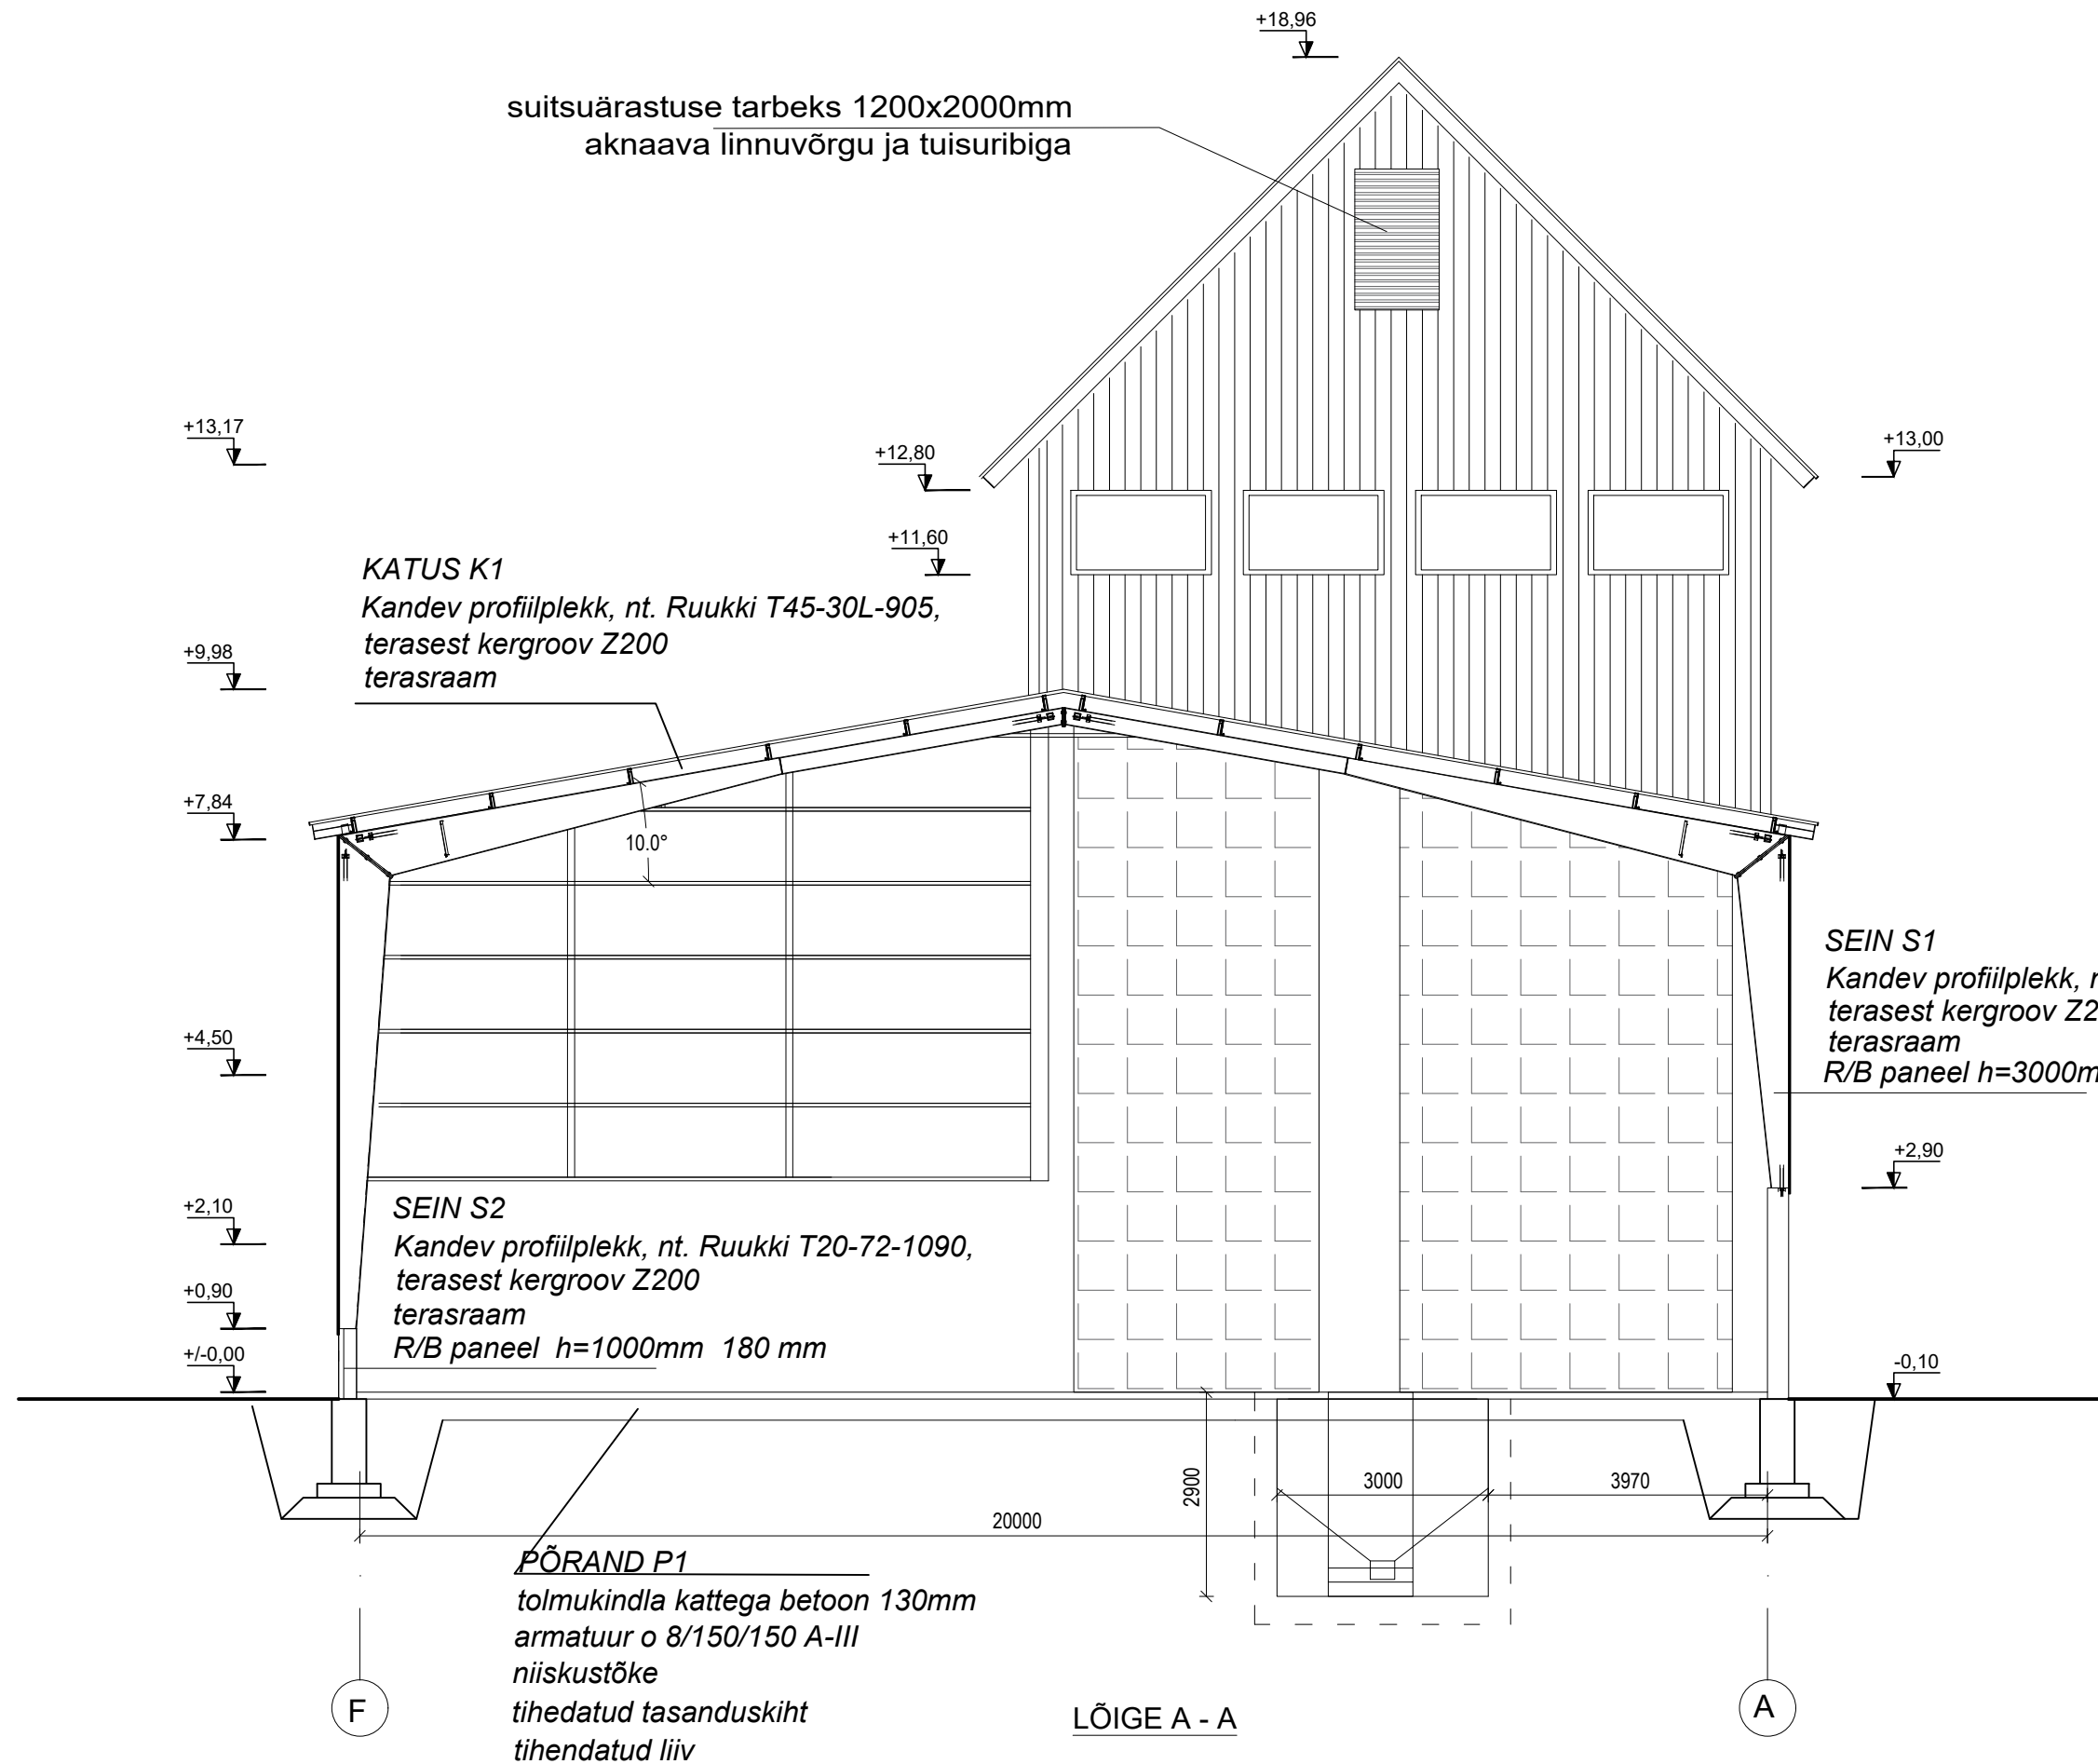 +18,96
suitsuärastuse tarbeks 1200x2000mm
aknaava linnuvõrgu ja tuisuribiga
+13,17
+12,80
+13,00
+11,60
KATUS K1
Kandev profiilplekk, nt. Ruukki T45-30L-905,
terasest kergroov Z200
terasraam
+9,98
+7,84
10.0°
SEIN S1
Kandev profiilplekk,
terasest kergroov
terasraam
R/B paneel
+4,50
+2,90
+2,10
SEIN S2
Kandev profiilplekk, nt. Ruukki T20-72-1090,
terasest kergroov Z200
terasraam
R/B paneel h=1000mm 180 mm
+0,90
+/-0,00
-0,10
2900
3000
3970
20000
PÕRAND P1
tolmukindla kattega betoon 130mm
armatuur o 8/150/150 A-III
niiskustõke
tihedatud tasanduskiht
tihendatud liiv
F
LÕIGE A - A
A